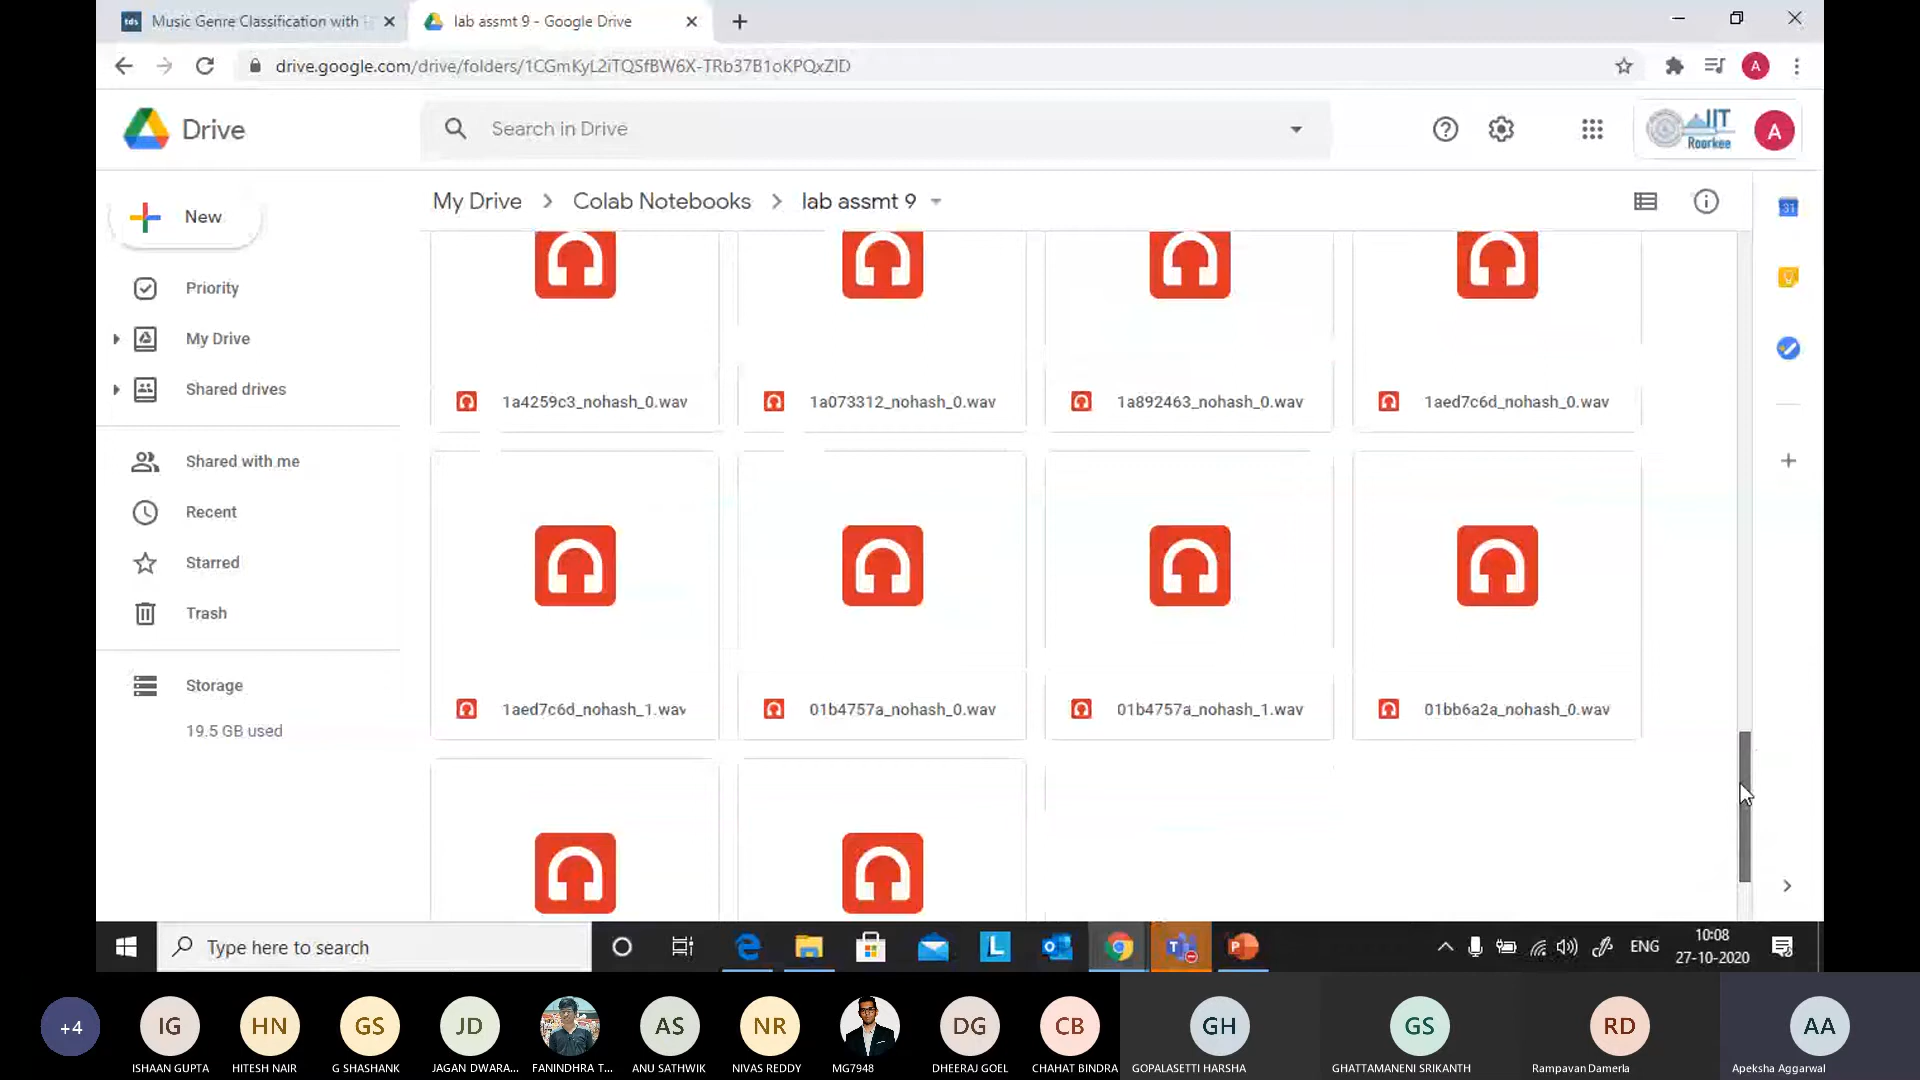 tds Music Genre Classification with
lab assmt 9 - Google Drive
drive.google.com/drive/folders/1CGmKyL2iTQSfBW6X-TRb37B1oKPQxZlD
A
Drive
Search in Drive
IIT
Roorkee
A
New
My Drive
Colab Notebooks
lab assmt 9
31
Priority
My Drive
Shared drives
Shared with me
Recent
Starred
Trash
Storage
19.5 GB used
1a4259c3_nohash_0.wav
1a073312_nohash_0.wav
1a892463_nohash_0.wav
1aed7c6d_nohash_0.wav
1aed7c6d_nohash_1.wav
01b4757a_nohash_0.wav
01b4757a_nohash_1.wav
01bb6a2a_nohash_0.wav
Type here to search
L
ENG
10:08
27-10-2020
+4
IG
HN
GS
JD
AS
NR
DG
CB
GH
GS
RD
AA
ISHAAN GUPTA
HITESH NAIR
G SHASHANK
JAGAN DWARA...
FANINDHRA T...
ANU SATHWIK
NIVAS REDDY
MG7948
DHEERAJ GOEL
CHAHAT BINDRA
GOPALASETTI HARSHA
GHATTAMANENI SRIKANTH
Rampavan Damerla
Apeksha Aggarwal